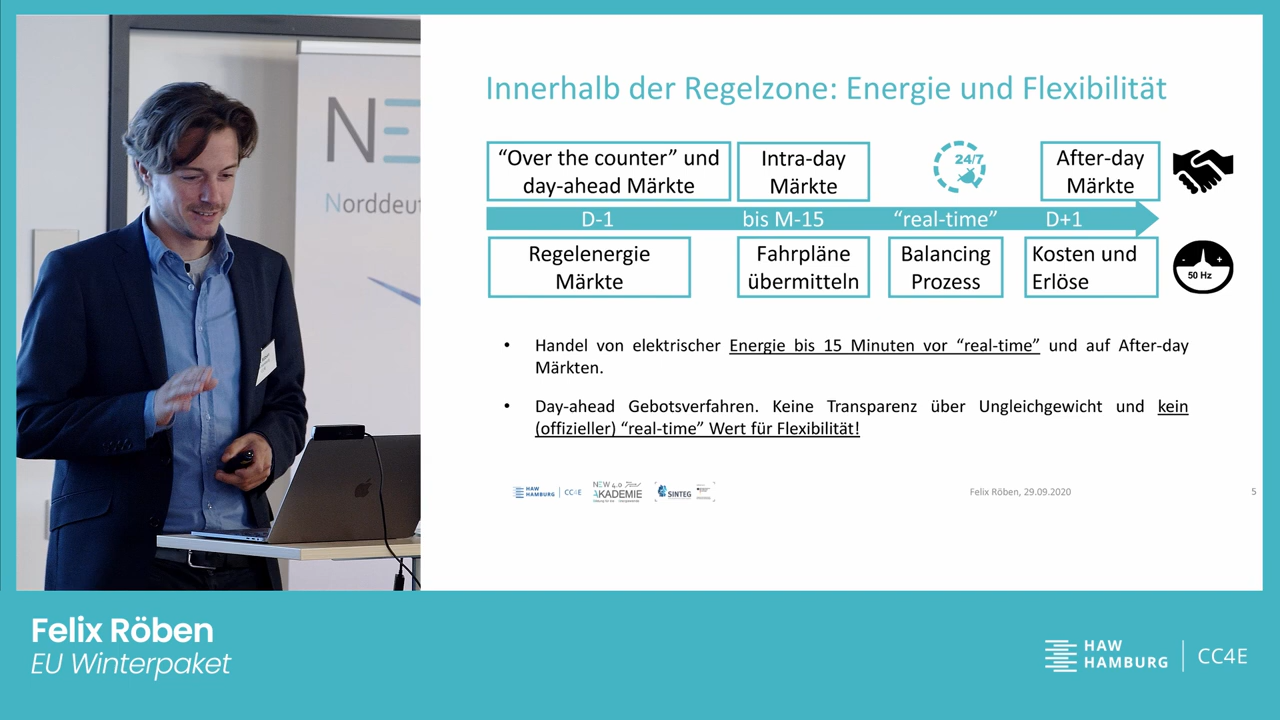 NE
Norddeut
Innerhalb der Regelzone: Energie und Flexibilität
“Over the counter” und
day-ahead Märkte
Intra-day
Märkte
24/7
After-day
Märkte
D-1
bis M-15
“real-time”
D+1
Regelenergie
Märkte
Fahrpläne
übermitteln
Balancing
Prozess
Kosten und
Erlöse
- +
50 Hz
• Handel von elektrischer Energie bis 15 Minuten vor “real-time” und auf After-day
Märkten.
• Day-ahead Gebotsverfahren. Keine Transparenz über Ungleichgewicht und kein
(offizieller) “real-time” Wert für Flexibilität!
HAW
HAMBURG
CC4E
NEW 4.0
AKADEMIE
SINTEG
Felix Röben, 29.09.2020
5
Felix Röben
EU Winterpaket
HAW
HAMBURG
CC4E